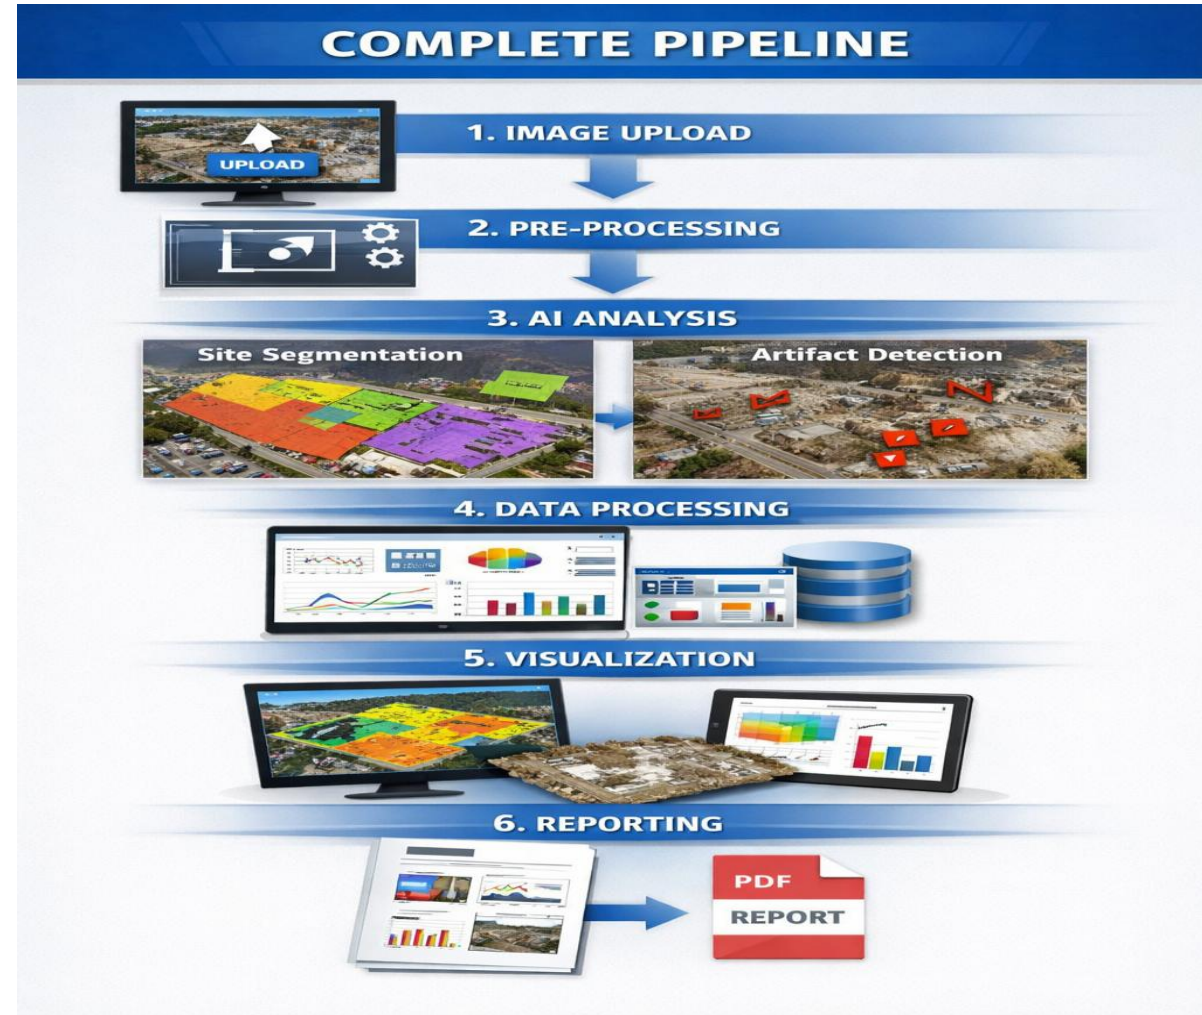 COMPLETE PIPELINE
1. IMAGE UPLOAD
UPLOAD
2. PRE-PROCESSING
3. AI ANALYSIS
Site Segmentation
Artifact Detection
4. DATA PROCESSING
5. VISUALIZATION
6. REPORTING
PDF
REPORT